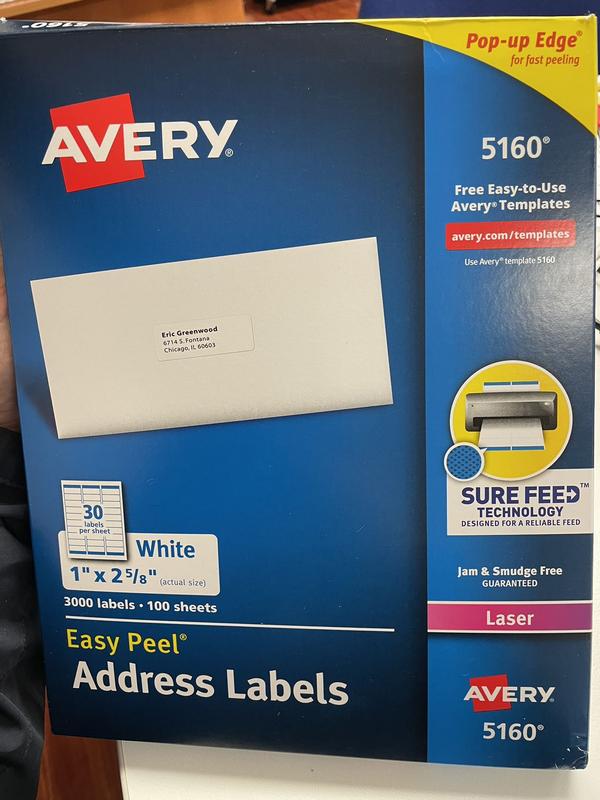 5160®
Pop-up Edge®
for fast peeling
AVERY®
5160®
Free Easy-to-Use
Avery® Templates
avery.com/templates
Use Avery® template 5160
Eric Greenwood
6714 S. Fontana
Chicago, IL 60603
SURE FEED™
TECHNOLOGY
DESIGNED FOR A RELIABLE FEED
30
labels
per sheet
White
1" x 2 5/8" (actual size)
3000 labels • 100 sheets
Jam & Smudge Free
GUARANTEED
Laser
Easy Peel®
Address Labels
AVERY®
5160®